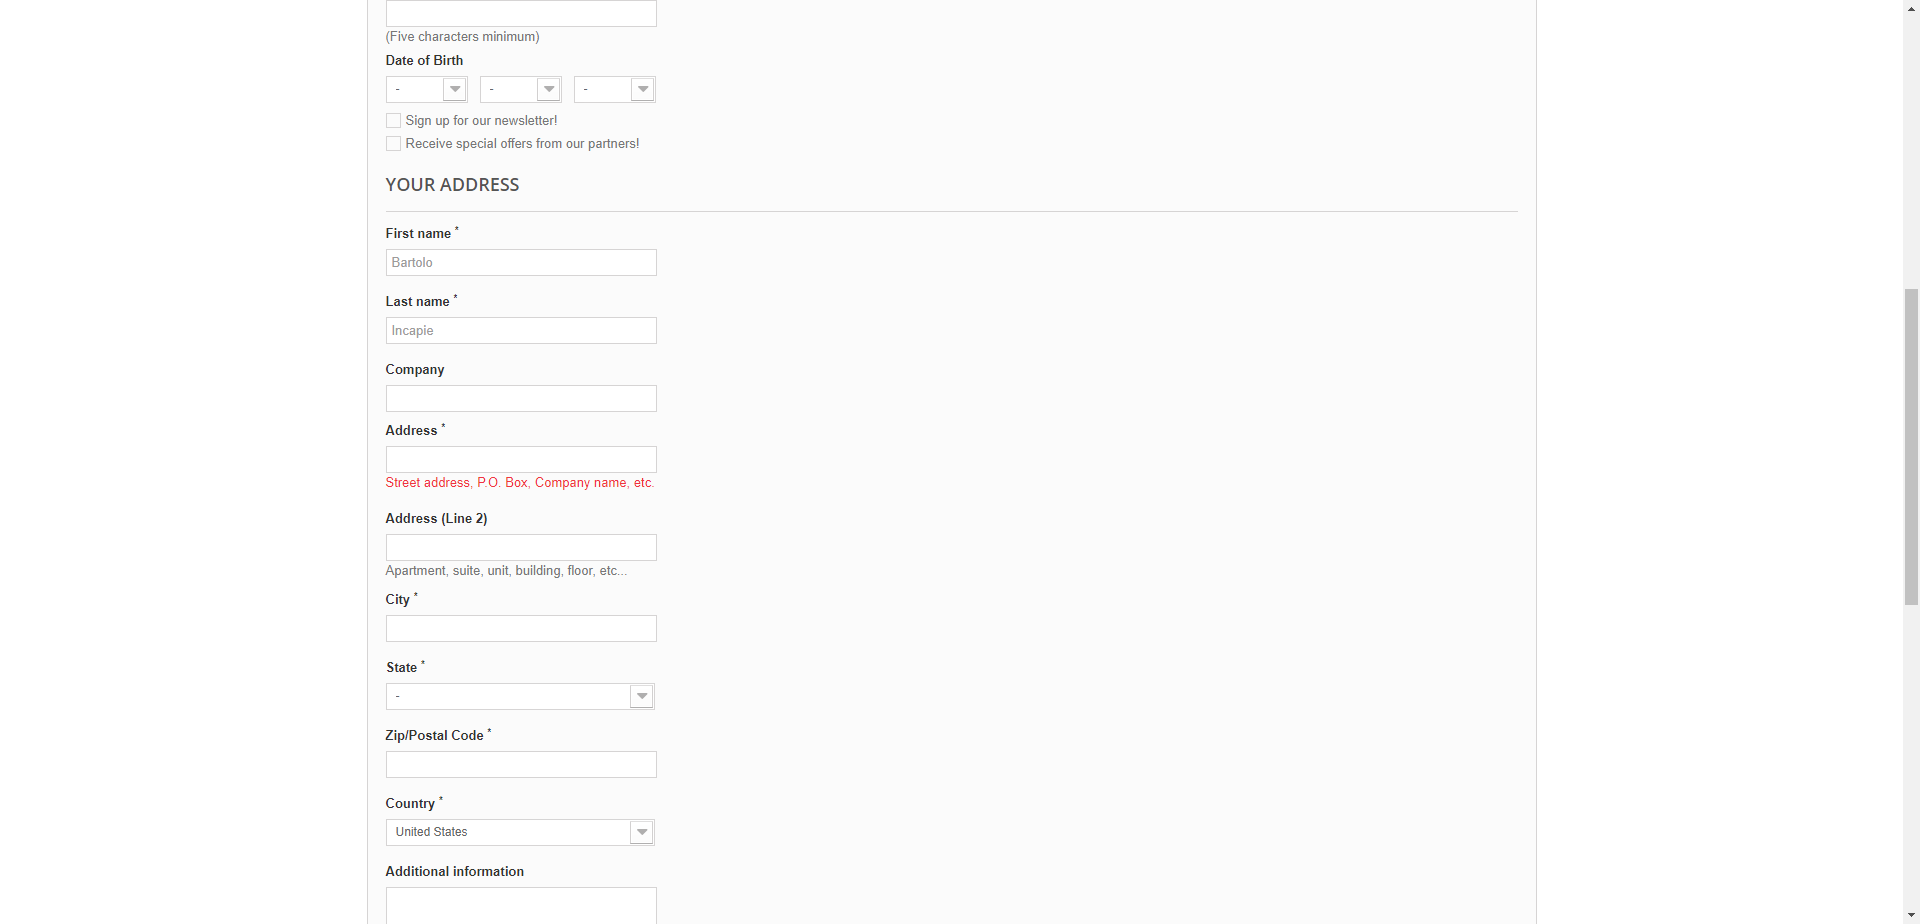 (Five characters minimum)
Date of Birth
- - -
Sign up for our newsletter!
Receive special offers from our partners!
YOUR ADDRESS
First name *
Bartolo
Last name *
Incapie
Company
Address *
Street address, P.O. Box, Company name, etc.
Address (Line 2)
Apartment, suite, unit, building, floor, etc...
City *
State *
-
Zip/Postal Code *
Country *
United States
Additional information